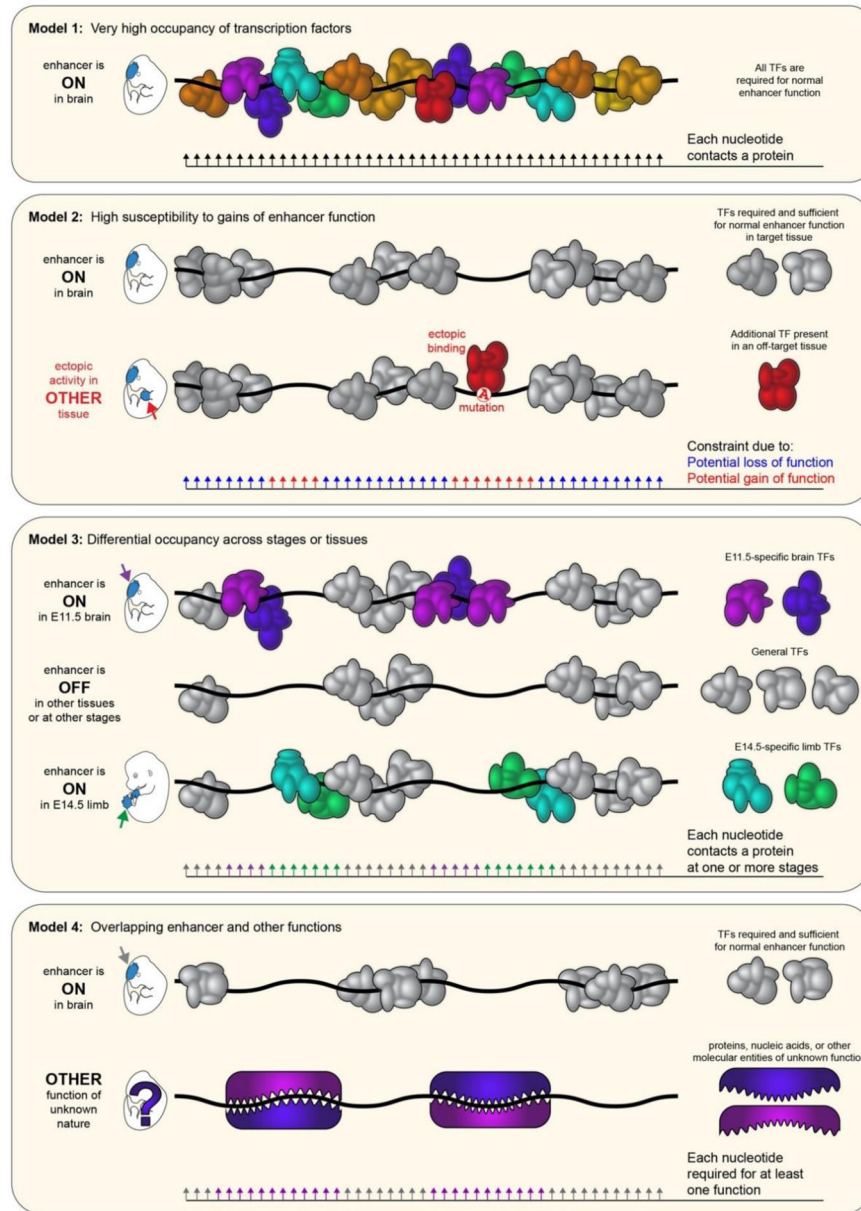 Model 1: Very high occupancy of transcription factors
enhancer is
ON
in brain
All TFs are
required for normal
enhancer function
Each nucleotide
contacts a protein
Model 2: High susceptibility to gains of enhancer function
enhancer is
ON
in brain
TFs required and sufficient
for normal enhancer function
in target tissue
ectopic
activity in
OTHER
tissue
ectopic
binding
A
mutation
Additional TF present
in an off-target tissue
Constraint due to:
Potential loss of function
Potential gain of function
Model 3: Differential occupancy across stages or tissues
enhancer is
ON
in E11.5 brain
E11.5-specific brain TFs
enhancer is
OFF
in other tissues
or at other stages
General TFs
enhancer is
ON
in E14.5 limb
E14.5-specific limb TFs
Each nucleotide
contacts a protein
at one or more stages
Model 4: Overlapping enhancer and other functions
enhancer is
ON
in brain
TFs required and sufficient
for normal enhancer function
OTHER
function of
unknown
nature
?
proteins, nucleic acids, or other
molecular entities of unknown functio
Each nucleotide
required for at least
one function